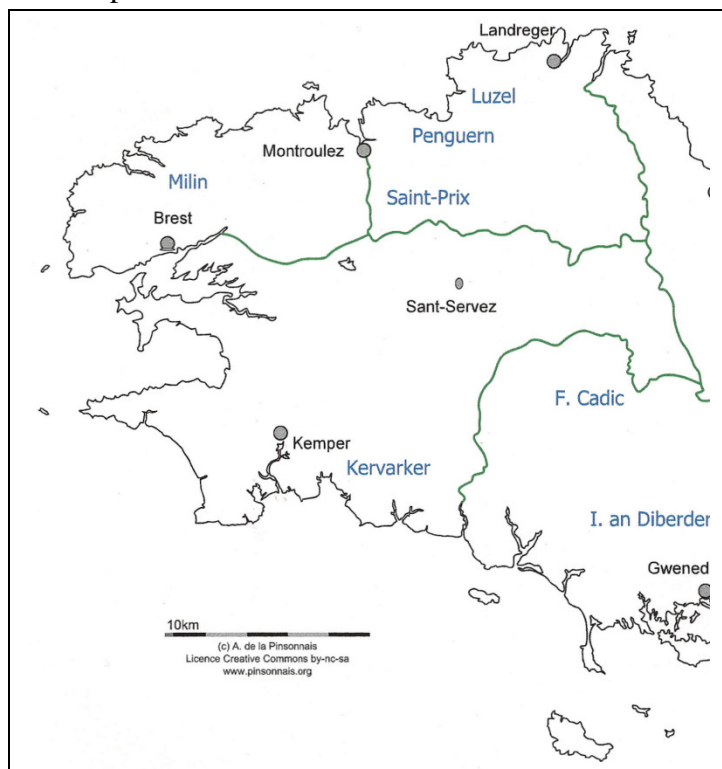 Landreger
Luzel
Penguern
Montroulez
Milin
Saint-Prix
Brest
Sant-Servez
F. Cadic
Kemper
Kervarker
I. an Diberder
Gwened
10km
(c) A. de la Pinsonnais
Licence Creative Commons by-nc-sa
www.pinsonnais.org